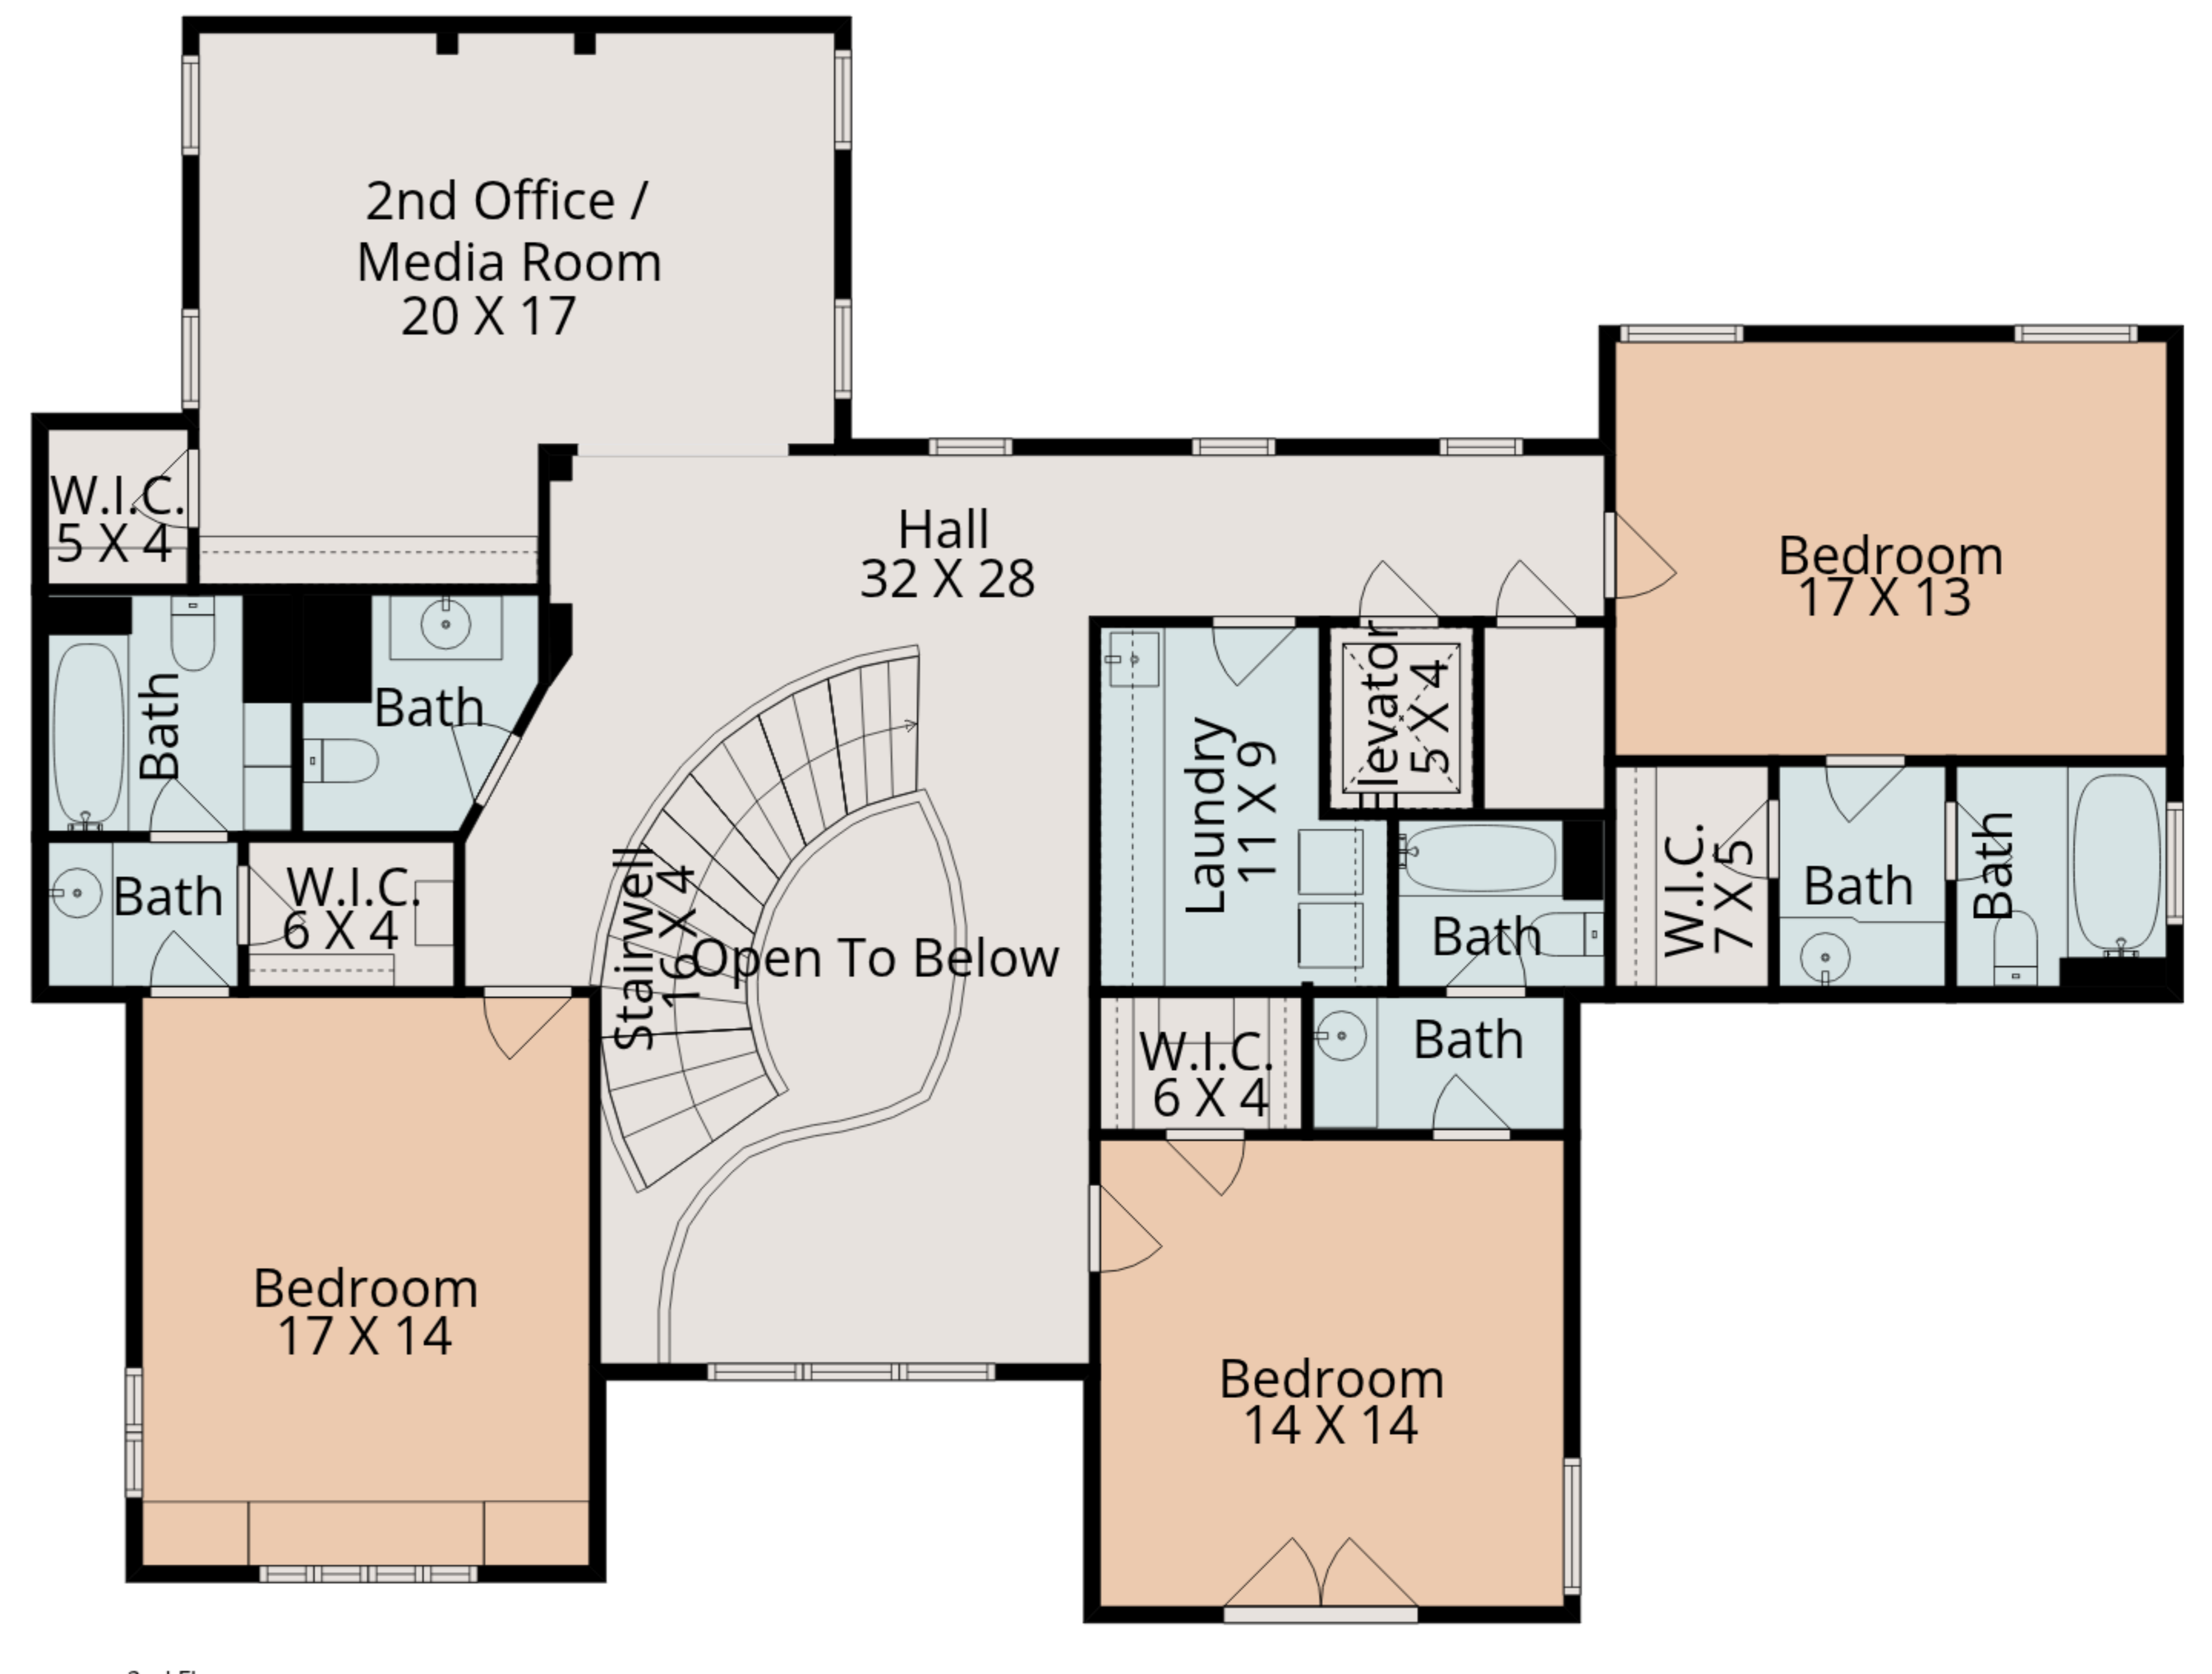 2nd Office /
Media Room
20 X 17
W.I.C.
5 X 4
Hall
32 X 28
Bedroom
17 X 13
Bath
Bath
Elevator
5 X 4
Laundry
11 X 9
Bath
W.I.C.
6 X 4
Stairwell
16 X 4
Open To Below
Bath
W.I.C.
7 X 5
Bath
Bath
W.I.C.
6 X 4
Bath
Bedroom
17 X 14
Bedroom
14 X 14